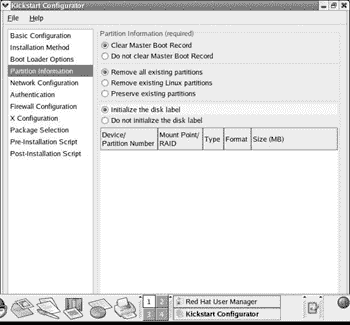 Kickstart Configurator
File Help
Basic Configuration
Installation Method
Boot Loader Options
Partition Information
Network Configuration
Authentication
Firewall Configuration
X Configuration
Package Selection
Pre-Installation Script
Post-Installation Script
Partition Information (required)
Clear Master Boot Record
Do not clear Master Boot Record
Remove all existing partitions
Remove existing Linux partitions
Preserve existing partitions
Initialize the disk label
Do not initialize the disk label
Device/ Mount Point/ Type Format Size (MB)
Partition Number RAID
1 2 Red Hat User Manager
3 4 Kickstart Configurator